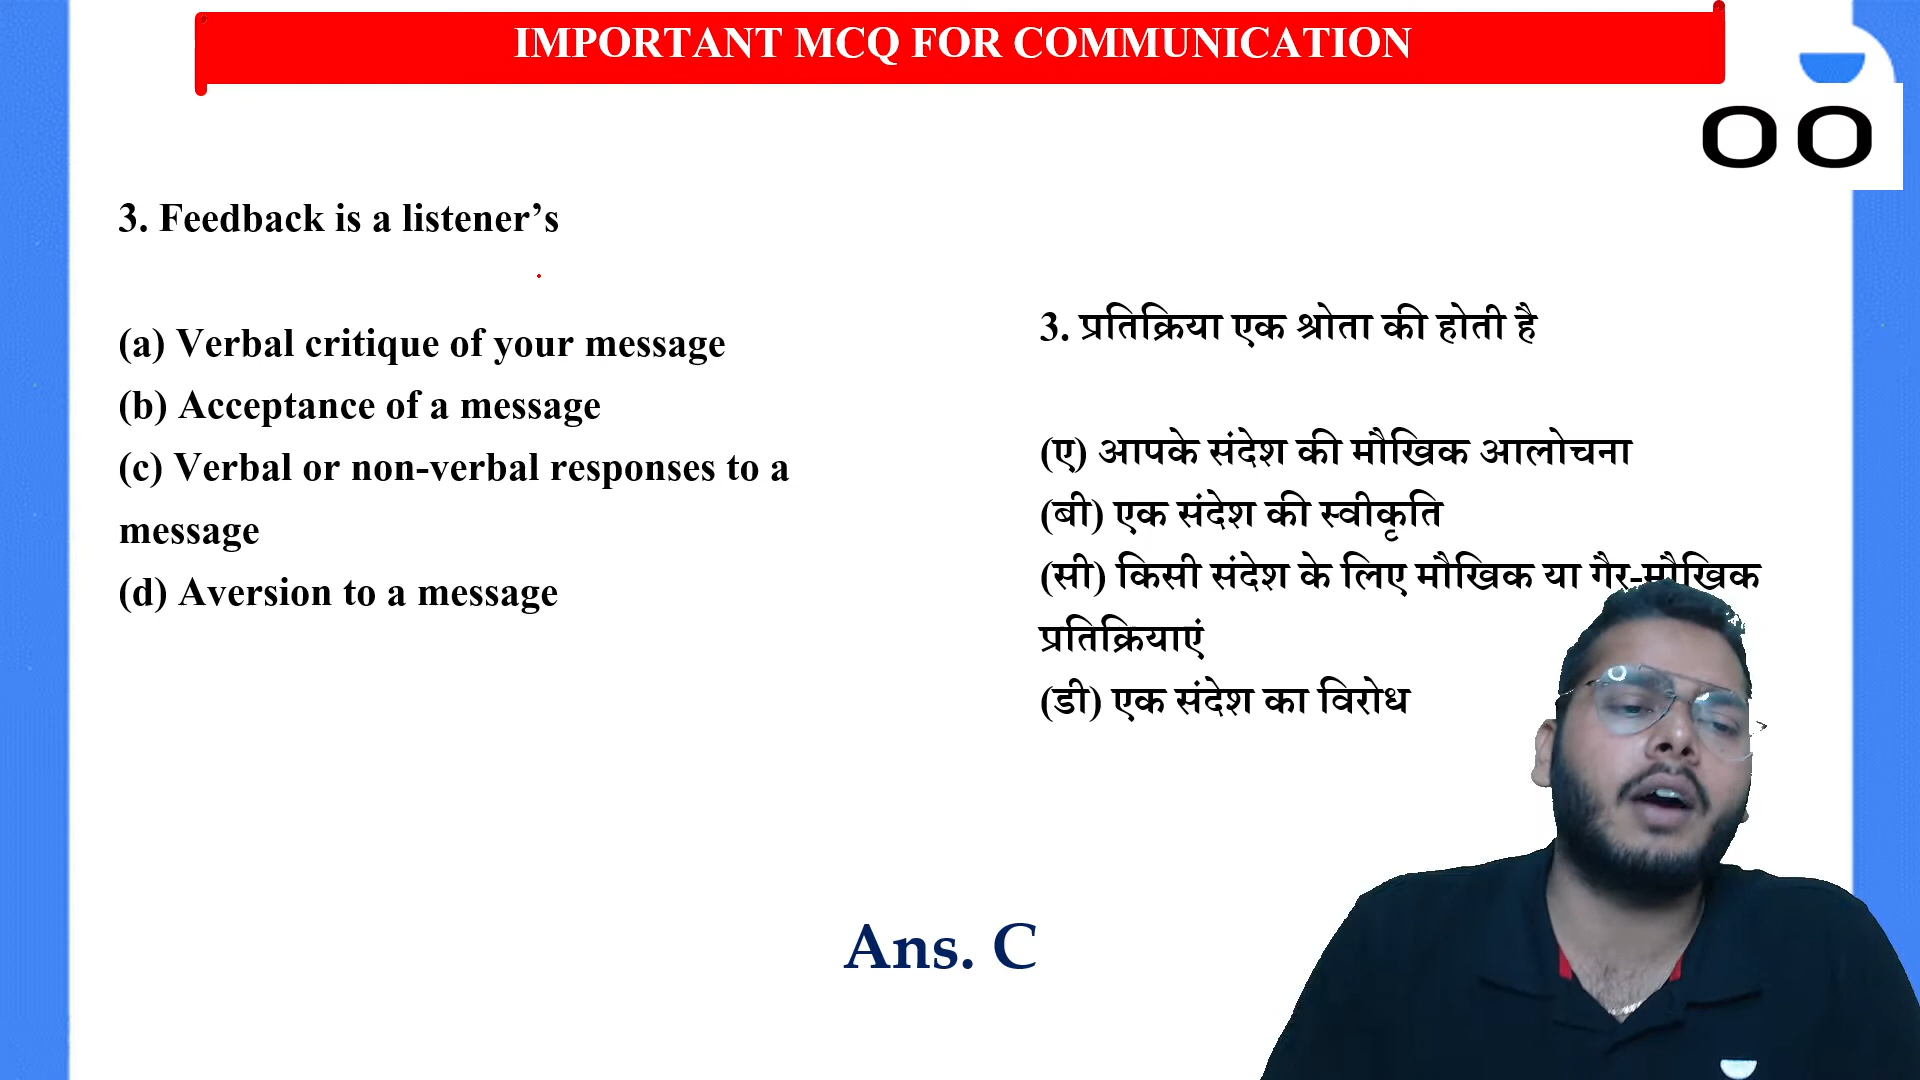 IMPORTANT MCQ FOR COMMUNICATION
3. Feedback is a listener’s
(a) Verbal critique of your message
(b) Acceptance of a message
(c) Verbal or non-verbal responses to a
message
(d) Aversion to a message
3. प्रतिक्रिया एक श्रोता की होती है
(ए) आपके संदेश की मौखिक आलोचना
(बी) एक संदेश की स्वीकृति
(सी) किसी संदेश के लिए मौखिक या गैर-मौखिक
प्रतिक्रियाएं
(डी) एक संदेश का विरोध
Ans. C